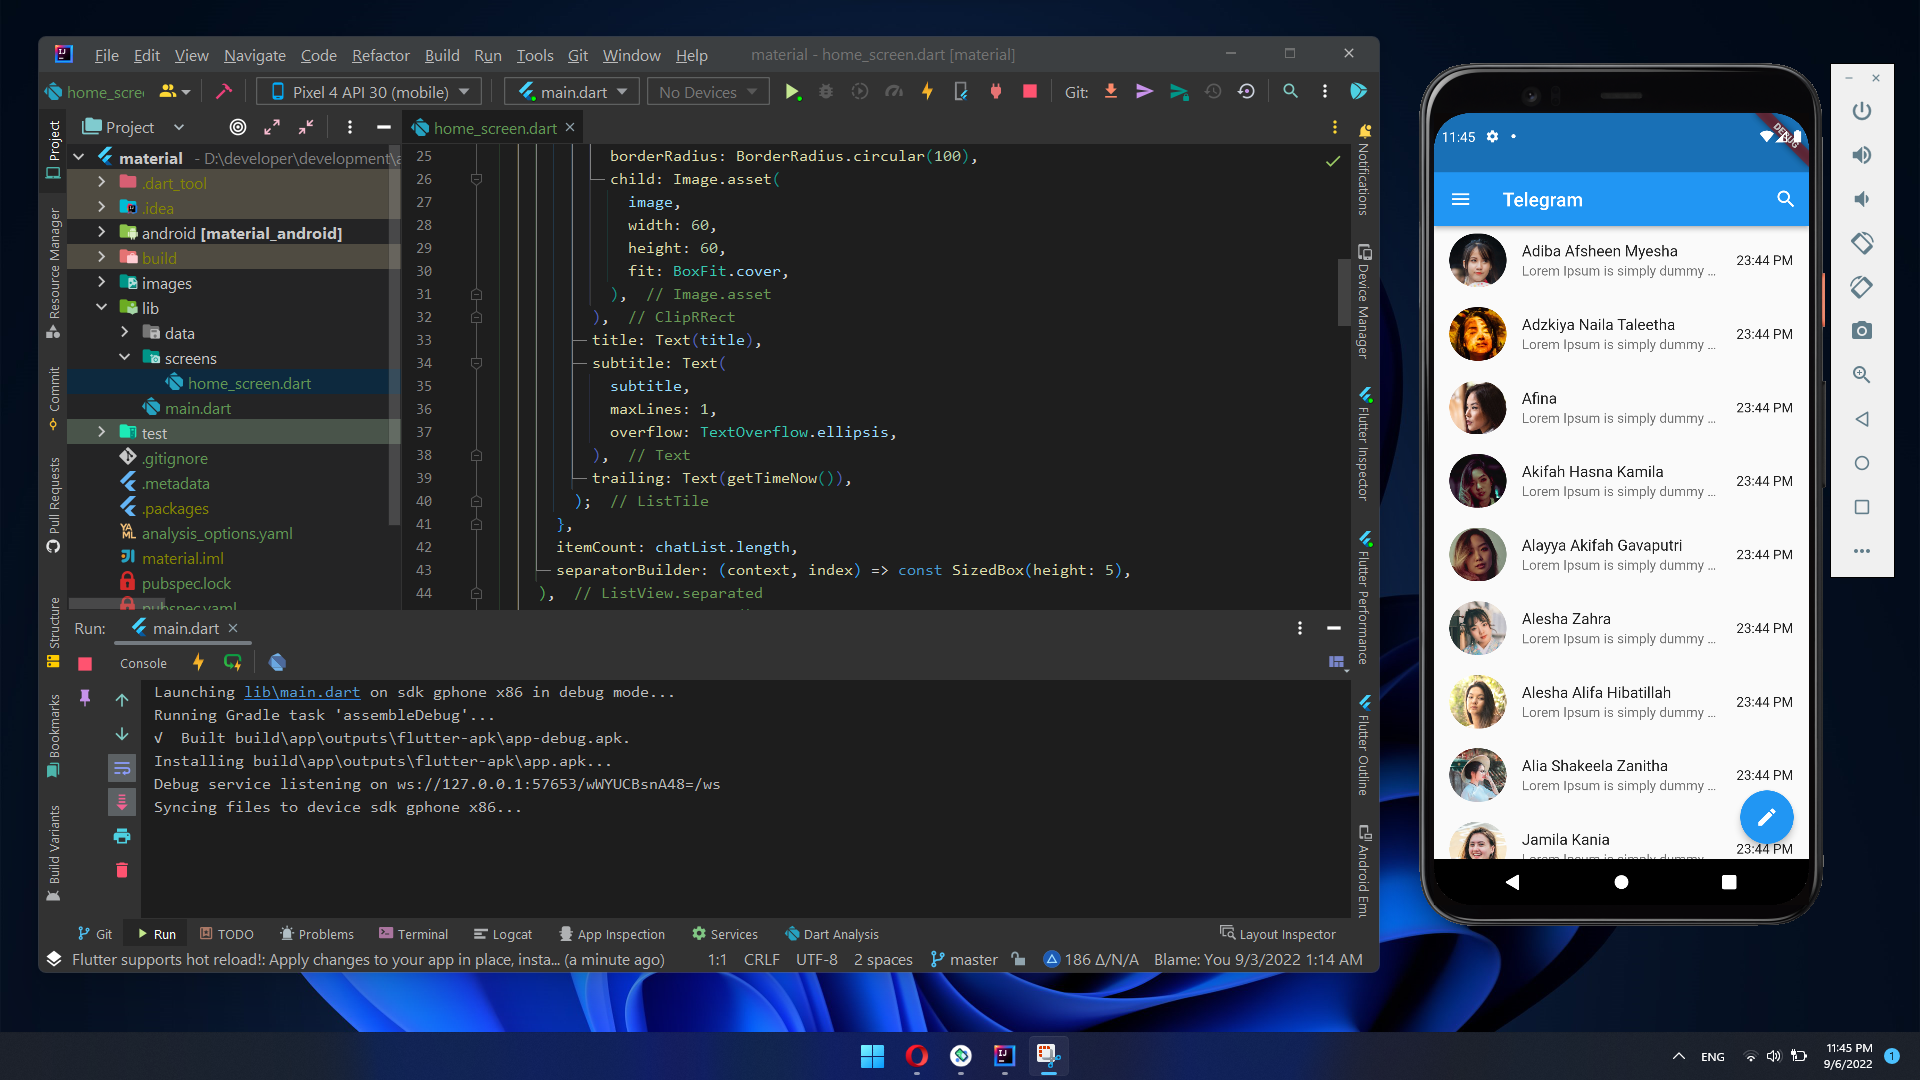 File Edit View Navigate Code Refactor Build Run Tools Git Window Help material - home_screen.dart [material]
home_scre Pixel 4 API 30 (mobile) main.dart No Devices Git:
Project home_screen.dart
material - D:\developer\development\
.dart_tool
.idea
android [material_android]
build
images
lib
data
screens
home_screen.dart
main.dart
test
.gitignore
.metadata
.packages
analysis_options.yaml
material.iml
pubspec.lock
pubspec.yaml
Project
Resource Manager
Commit
Pull Requests
Structure
Bookmarks
Build Variants
25 borderRadius: BorderRadius.circular(100),
26 child: Image.asset(
27 image,
28 width: 60,
29 height: 60,
30 fit: BoxFit.cover,
31 ), // Image.asset
32 ), // ClipRRect
33 title: Text(title),
34 subtitle: Text(
35 subtitle,
36 maxLines: 1,
37 overflow: TextOverflow.ellipsis,
38 ), // Text
39 trailing: Text(getTimeNow()),
40 ); // ListTile
41 },
42 itemCount: chatList.length,
43 separatorBuilder: (context, index) => const SizedBox(height: 5),
44 ), // ListView.separated
Notifications
Device Manager
Flutter Inspector
Flutter Performance
Flutter Outline
Android Emu
Run: main.dart
Console
Launching lib\main.dart on sdk gphone x86 in debug mode...
Running Gradle task 'assembleDebug'...
√ Built build\app\outputs\flutter-apk\app-debug.apk.
Installing build\app\outputs\flutter-apk\app.apk...
Debug service listening on ws://127.0.0.1:57653/wWYUCBsnA48=/ws
Syncing files to device sdk gphone x86...
Git Run TODO Problems Terminal Logcat App Inspection Services Dart Analysis Layout Inspector
Flutter supports hot reload!: Apply changes to your app in place, insta... (a minute ago) 1:1 CRLF UTF-8 2 spaces master 186 Δ/N/A Blame: You 9/3/2022 1:14 AM
11:45
DEBUG
Telegram
Adiba Afsheen Myesha
Lorem Ipsum is simply dummy ...
23:44 PM
Adzkiya Naila Taleetha
Lorem Ipsum is simply dummy ...
23:44 PM
Afina
Lorem Ipsum is simply dummy ...
23:44 PM
Akifah Hasna Kamila
Lorem Ipsum is simply dummy ...
23:44 PM
Alayya Akifah Gavaputri
Lorem Ipsum is simply dummy ...
23:44 PM
Alesha Zahra
Lorem Ipsum is simply dummy ...
23:44 PM
Alesha Alifa Hibatillah
Lorem Ipsum is simply dummy ...
23:44 PM
Alia Shakeela Zanitha
Lorem Ipsum is simply dummy ...
23:44 PM
Jamila Kania
Lorem Ipsum is simply dummy ...
23:44 PM
ENG
11:45 PM
9/6/2022
1